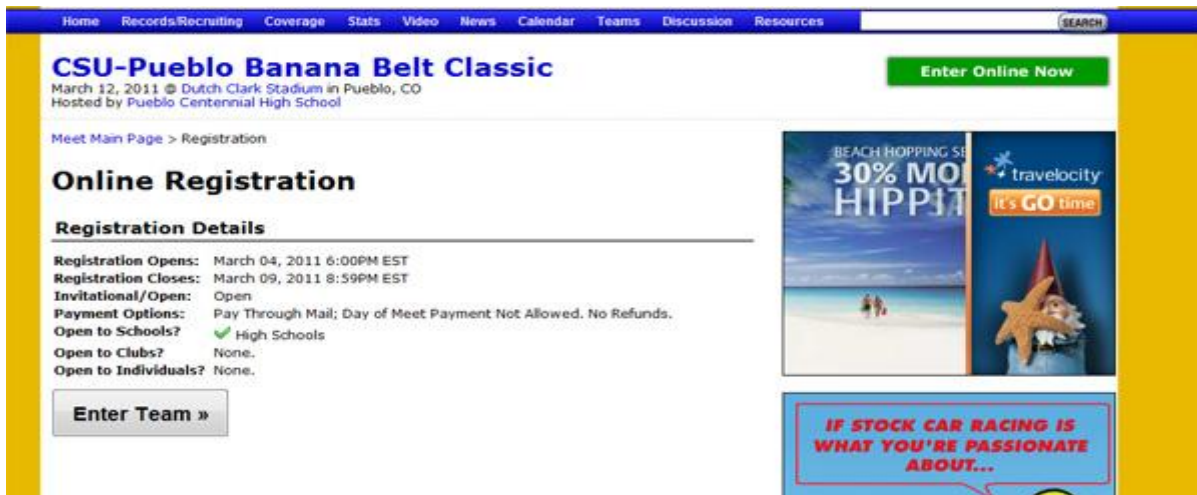 Home Records/Recruiting Coverage Stats Video News Calendar Teams Discussion Resources SEARCH
CSU-Pueblo Banana Belt Classic
Enter Online Now
March 12, 2011 @ Dutch Clark Stadium in Pueblo, CO
Hosted by Pueblo Centennial High School
Meet Main Page > Registration
Online Registration
Registration Details
Registration Opens: March 04, 2011 6:00PM EST
Registration Closes: March 09, 2011 8:59PM EST
Invitational/Open: Open
Payment Options: Pay Through Mail; Day of Meet Payment Not Allowed. No Refunds.
Open to Schools? High Schools
Open to Clubs? None.
Open to Individuals? None.
Enter Team »
BEACH HOPPING SE
30% MO
HIPPIT
travelocity
it's GO time
IF STOCK CAR RACING IS
WHAT YOU'RE PASSIONATE
ABOUT...